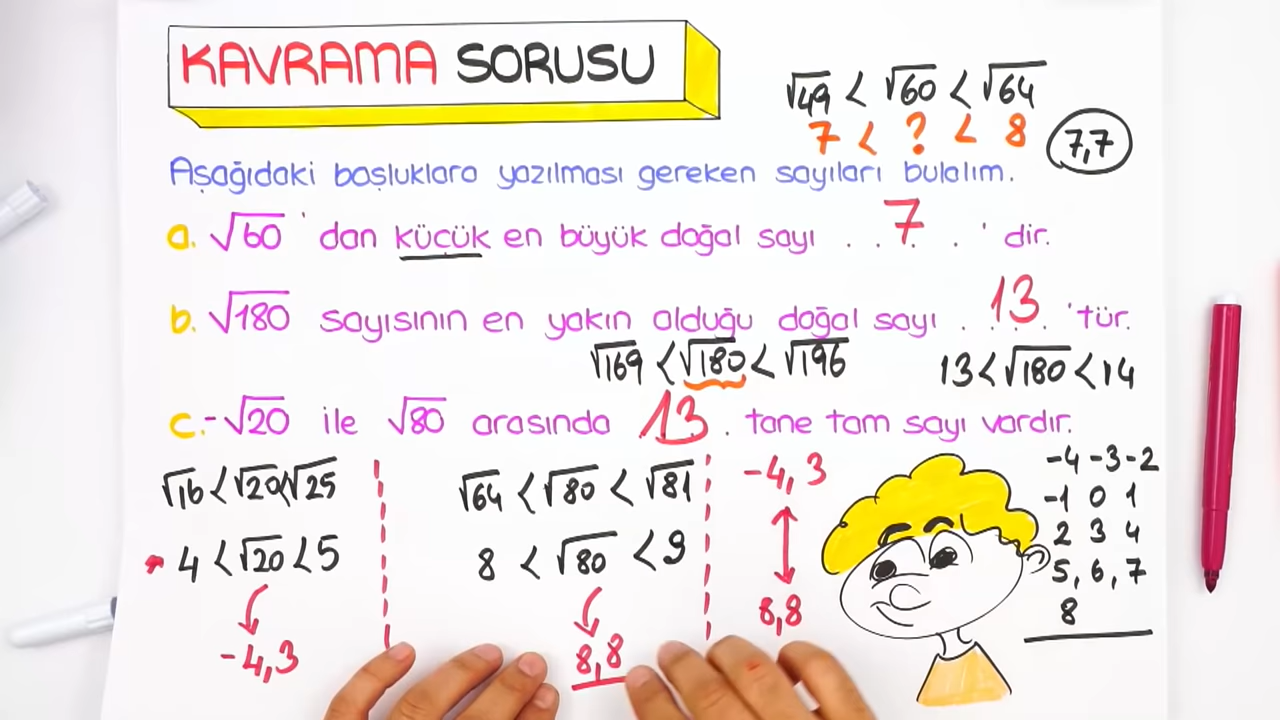 KAVRAMA SORUSU
√49 < √60 < √64
7 < ? < 8
7,7
Aşağıdaki boşluklara yazılması gereken sayıları bulalım.
a. √60 ' dan küçük en büyük doğal sayı . . 7 . . ' dir.
b. √180 sayısının en yakın olduğu doğal sayı . 13 . 'tür.
√169 < √180 < √196
13 < √180 < 14
c. -√20 ile √80 arasında 13 . tane tam sayı vardır.
√16 < √20 < √25
4 < √20 < 5
-4,3
√64 < √80 < √81
8 < √80 < 9
8,8
-4,3
8,8
-4 -3 -2
-1 0 1
2 3 4
5, 6, 7
8